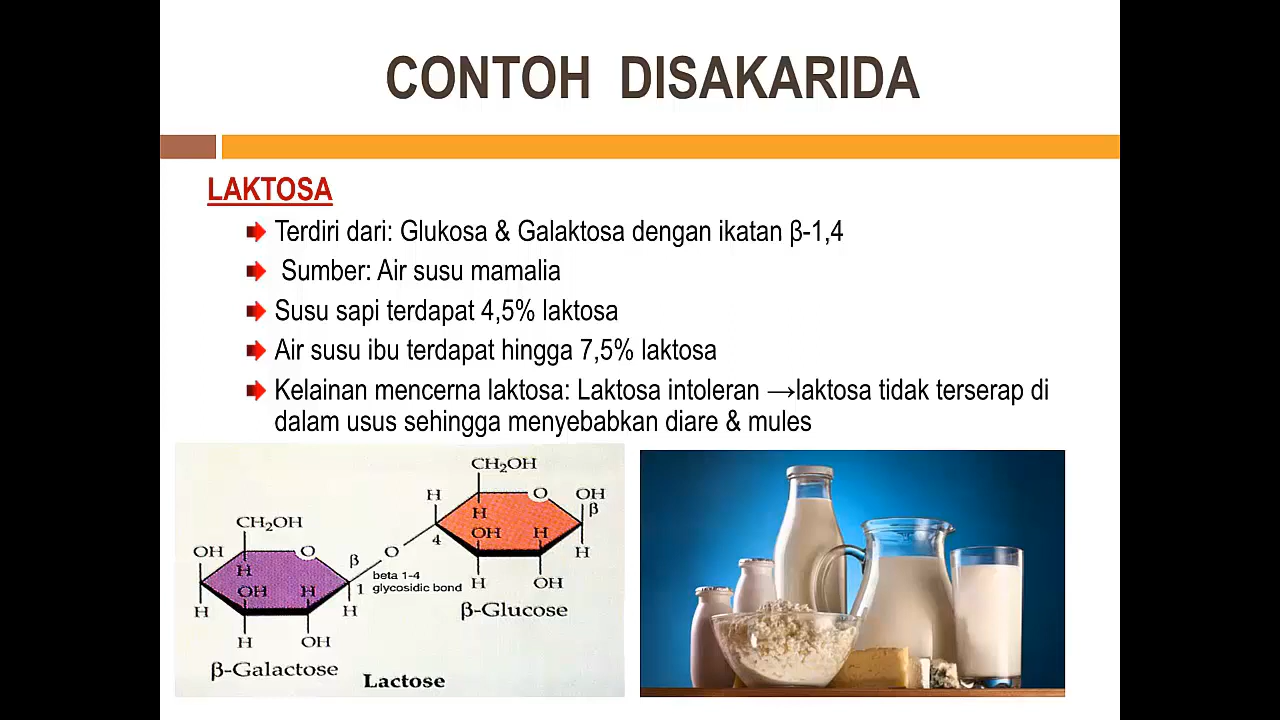 CONTOH DISAKARIDA
LAKTOSA
Terdiri dari: Glukosa & Galaktosa dengan ikatan β-1,4
Sumber: Air susu mamalia
Susu sapi terdapat 4,5% laktosa
Air susu ibu terdapat hingga 7,5% laktosa
Kelainan mencerna laktosa: Laktosa intoleran →laktosa tidak terserap di
dalam usus sehingga menyebabkan diare & mules
CH₂OH
H O OH
H β
OH H
4 H
H OH
β-Glucose
CH₂OH
OH O β O
H
OH H 1
H H
H OH
beta 1-4
glycosidic bond
β-Galactose
Lactose